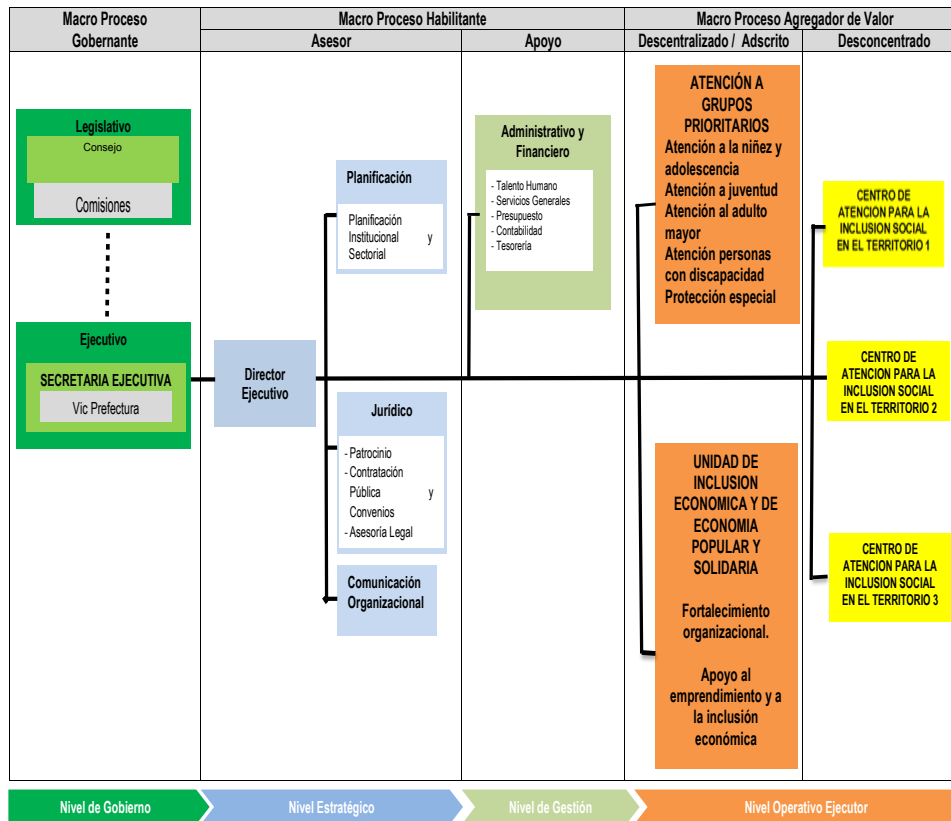 Macro Proceso
Gobernante
Macro Proceso Habilitante
Macro Proceso Agregador de Valor
Asesor
Apoyo
Descentralizado / Adscrito
Desconcentrado
Legislativo
Consejo
Comisiones
Ejecutivo
SECRETARIA EJECUTIVA
Vic Prefectura
Director
Ejecutivo
Planificación
Planificación
Institucional y
Sectorial
Jurídico
- Patrocinio
- Contratación
Pública y
Convenios
- Asesoría Legal
Comunicación
Organizacional
Administrativo y
Financiero
- Talento Humano
- Servicios Generales
- Presupuesto
- Contabilidad
- Tesorería
ATENCIÓN A
GRUPOS
PRIORITARIOS
Atención a la niñez y
adolescencia
Atención a juventud
Atención al adulto
mayor
Atención personas
con discapacidad
Protección especial
UNIDAD DE
INCLUSION
ECONOMICA Y DE
ECONOMIA
POPULAR Y
SOLIDARIA
Fortalecimiento
organizacional.
Apoyo al
emprendimiento y a
la inclusión
económica
CENTRO DE
ATENCION PARA LA
INCLUSION SOCIAL
EN EL TERRITORIO 1
CENTRO DE
ATENCION PARA LA
INCLUSION SOCIAL
EN EL TERRITORIO 2
CENTRO DE
ATENCION PARA LA
INCLUSION SOCIAL
EN EL TERRITORIO 3
Nivel de Gobierno
Nivel Estratégico
Nivel de Gestión
Nivel Operativo Ejecutor